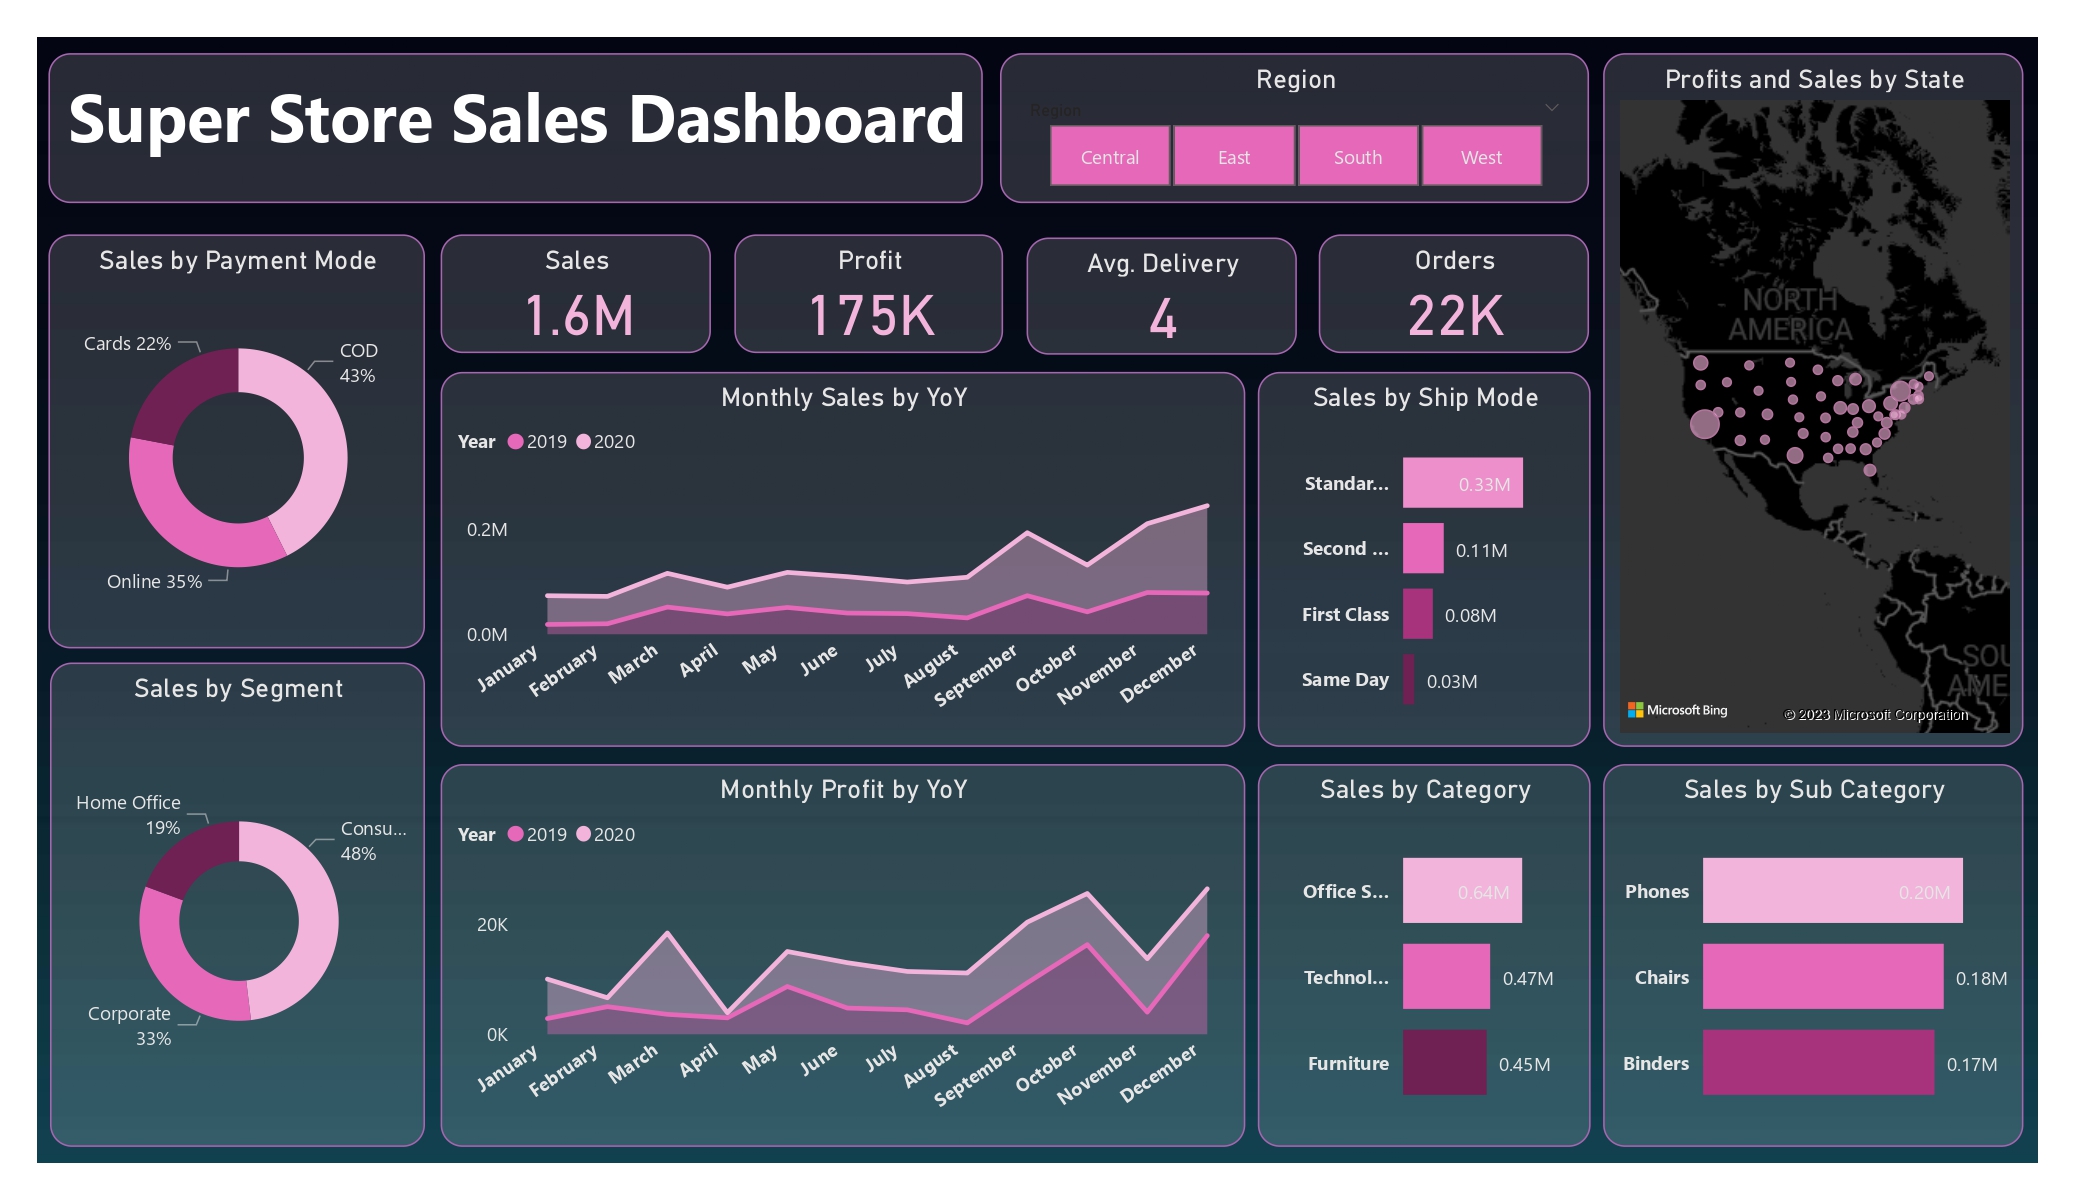 Super Store Sales Dashboard
Region
Region
Central
East
South
West
Profits and Sales by State
NORTH
AMERICA
SOU
AME
Microsoft Bing
© 2023 Microsoft Corporation
Sales by Payment Mode
Cards 22%
COD
43%
Online 35%
Sales
1.6M
Profit
175K
Avg. Delivery
4
Orders
22K
Monthly Sales by YoY
Year 2019 2020
0.2M
0.0M
January
February
March
April
May
June
July
August
September
October
November
December
Sales by Ship Mode
Standar... 0.33M
Second ... 0.11M
First Class 0.08M
Same Day 0.03M
Sales by Segment
Home Office
19%
Consu...
48%
Corporate
33%
Monthly Profit by YoY
Year 2019 2020
20K
0K
January
February
March
April
May
June
July
August
September
October
November
December
Sales by Category
Office S... 0.64M
Technol... 0.47M
Furniture 0.45M
Sales by Sub Category
Phones 0.20M
Chairs 0.18M
Binders 0.17M